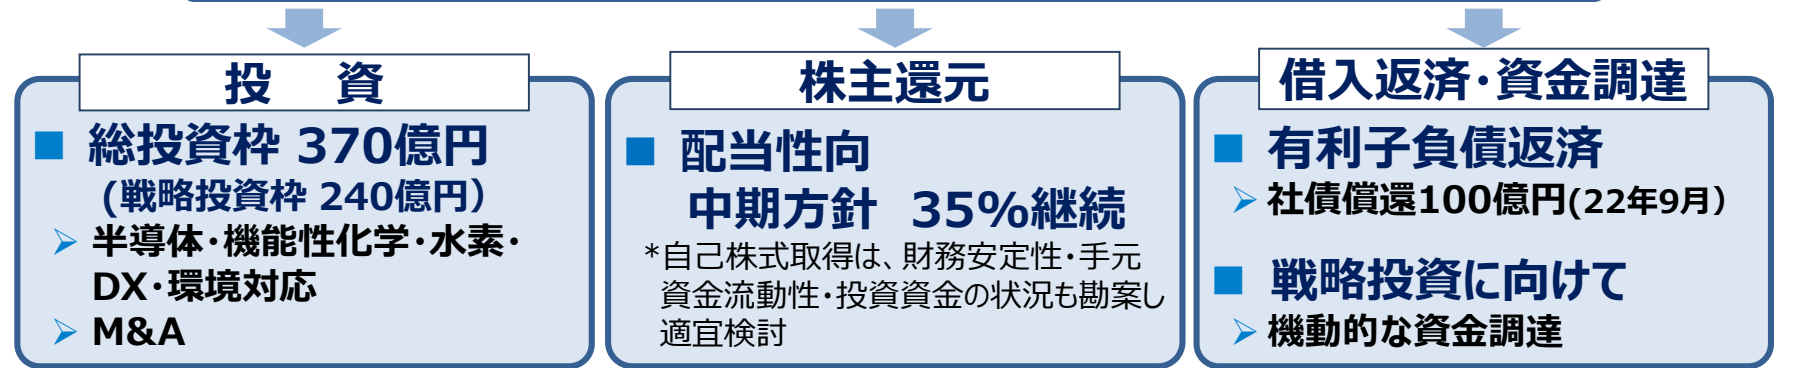 投 資
■ 総投資枠 370億円
(戦略投資枠 240億円）
➢ 半導体・機能性化学・水素・
DX・環境対応
➢ M&A
株主還元
■ 配当性向
中期方針 35%継続
*自己株式取得は、財務安定性・手元
資金流動性・投資資金の状況も勘案し
適宜検討
借入返済・資金調達
■ 有利子負債返済
➢ 社債償還100億円(22年9月）
■ 戦略投資に向けて
➢ 機動的な資金調達